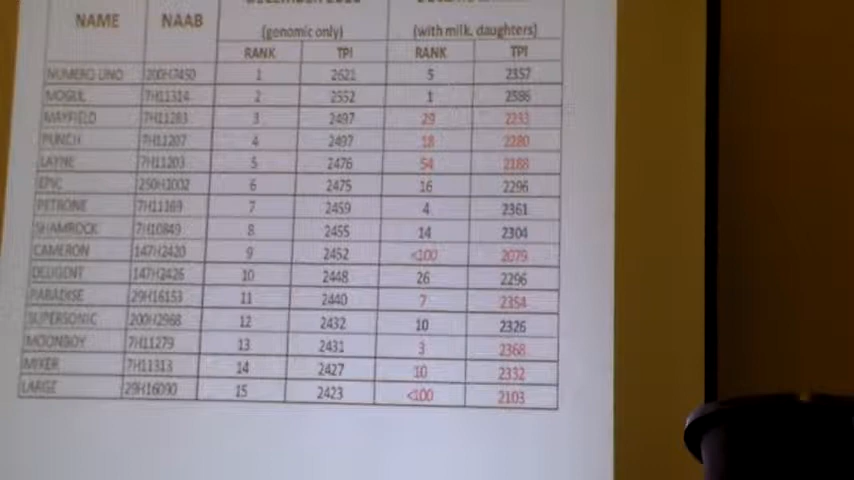 NAME NAAB
(genomic only) (with milk, daughters)
RANK TPI RANK TPI
NUMERO UNO 200H3450 1 2621 5 2357
MOGUL 7H11314 2 2552 1 2586
MAYFIELD 7H11283 3 2497 29 2233
PUNCH 7H11207 4 2497 18 2280
LAYNE 7H11203 5 2476 54 2188
EPIC 250H1002 6 2475 16 2296
PETRONE 7H11169 7 2459 4 2361
SHAMROCK 7H10849 8 2455 14 2304
CAMERON 147H2420 9 2452 <100 2079
147H2426 10 2448 26 2296
PARADISE 29H16153 11 2440 7 2354
SUPERSONIC 200H2968 12 2432 10 2326
MOONBOY 7H11279 13 2431 3 2368
MIXER 7H11313 14 2427 10 2332
LARGE 29H16090 15 2423 <100 2103